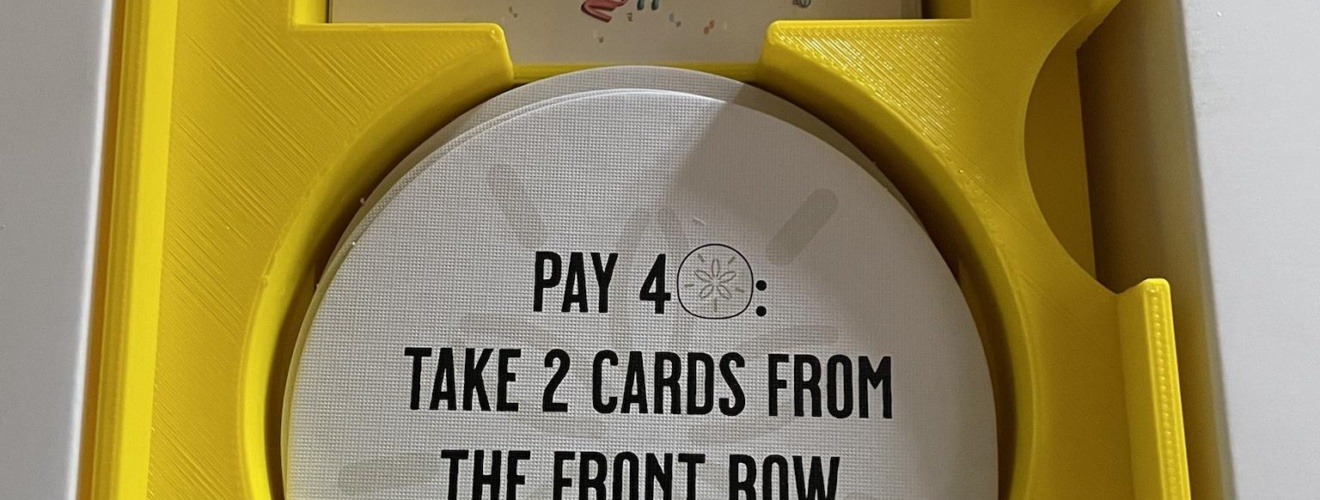 PAY 4 :
TAKE 2 CARDS FROM
THE FRONT ROW